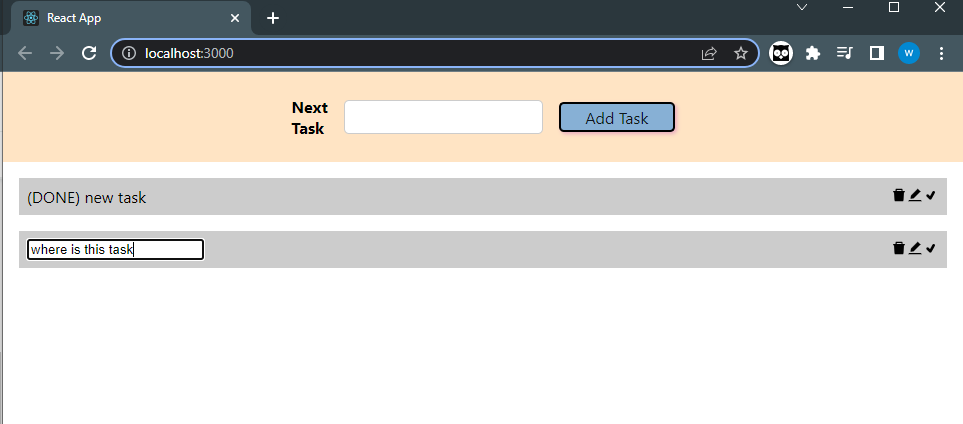 React App
localhost:3000
W
Next
Task
Add Task
(DONE) new task
where is this task